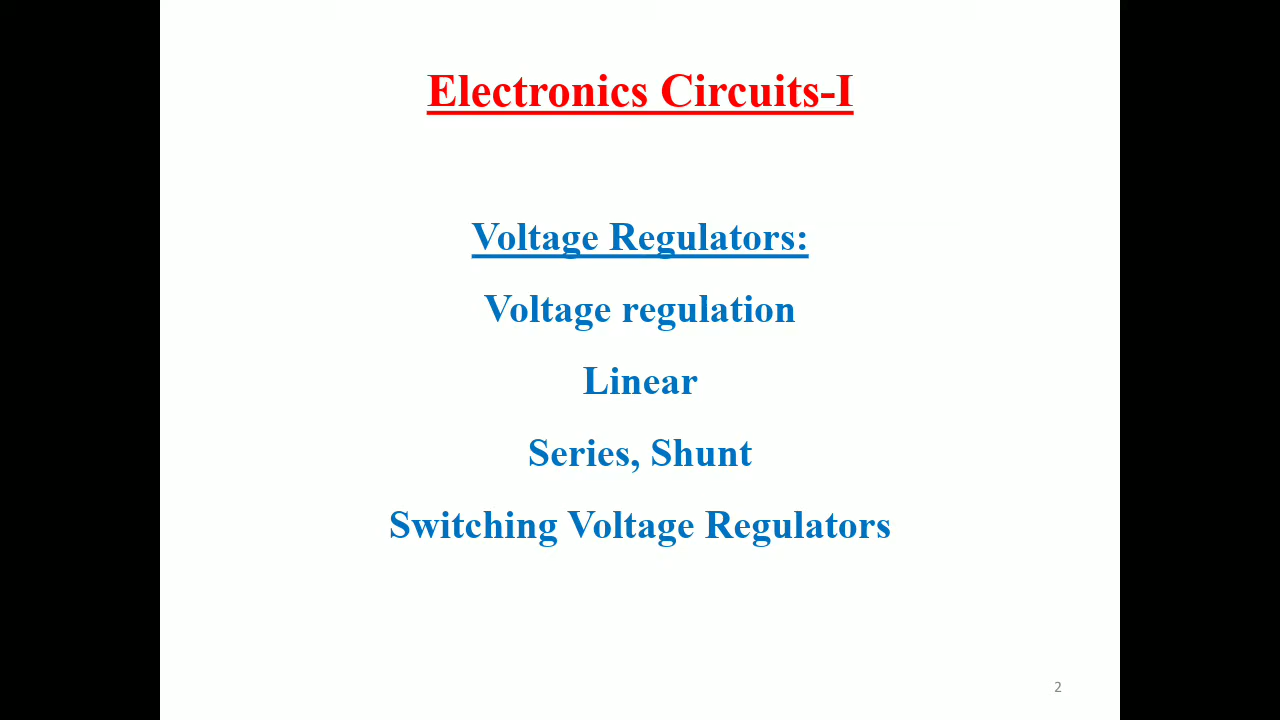 Electronics Circuits-I
Voltage Regulators:
Voltage regulation
Linear
Series, Shunt
Switching Voltage Regulators
2